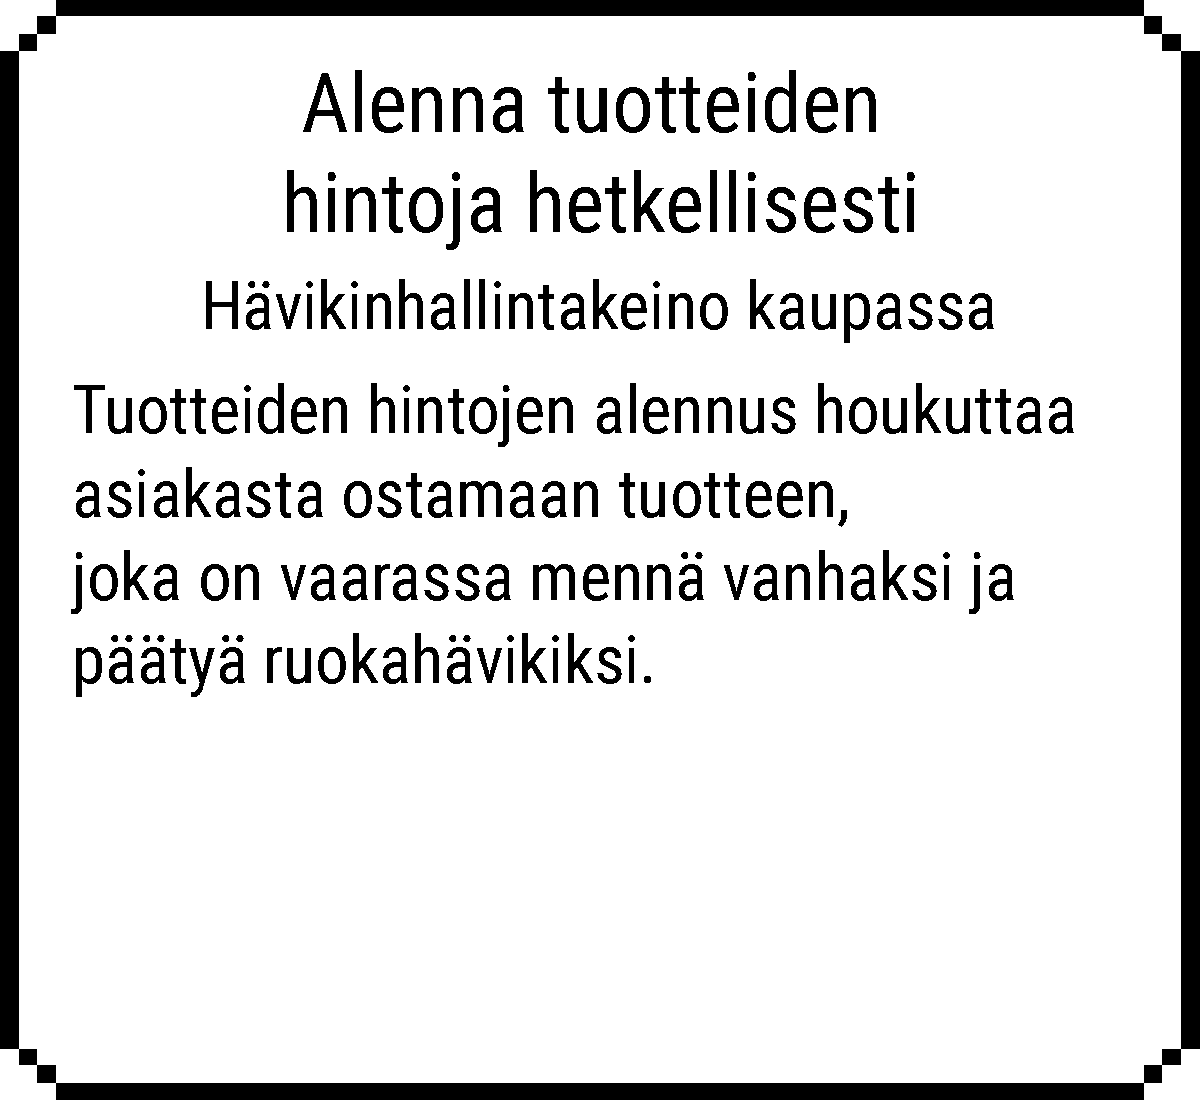 Alenna tuotteiden
hintoja hetkellisesti
Hävikinhallintakeino kaupassa
Tuotteiden hintojen alennus houkuttaa
asiakasta ostamaan tuotteen,
joka on vaarassa mennä vanhaksi ja
päätyä ruokahävikiksi.